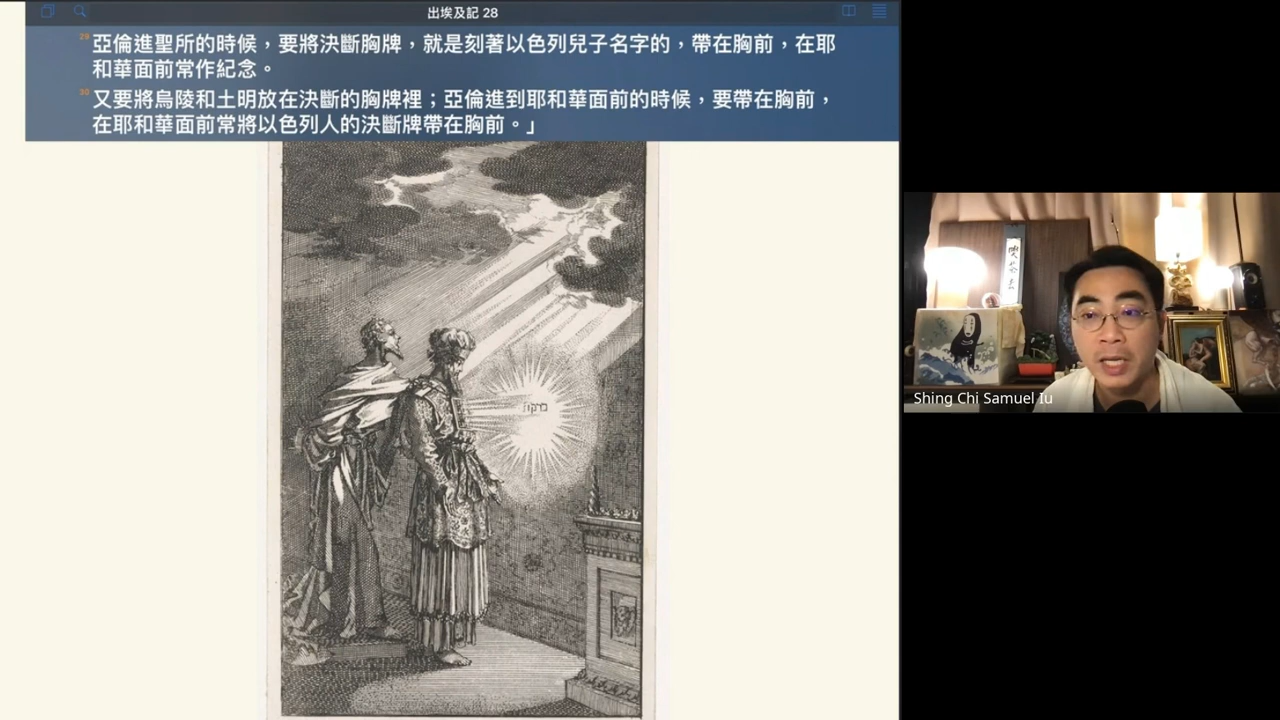 出埃及記 28
29 亞倫進聖所的時候，要將決斷胸牌，就是刻著以色列兒子名字的，帶在胸前，在耶
和華面前常作紀念。
30 又要將烏陵和土明放在決斷的胸牌裡；亞倫進到耶和華面前的時候，要帶在胸前，
在耶和華面前常將以色列人的決斷牌帶在胸前。」
Shing Chi Samuel Iu